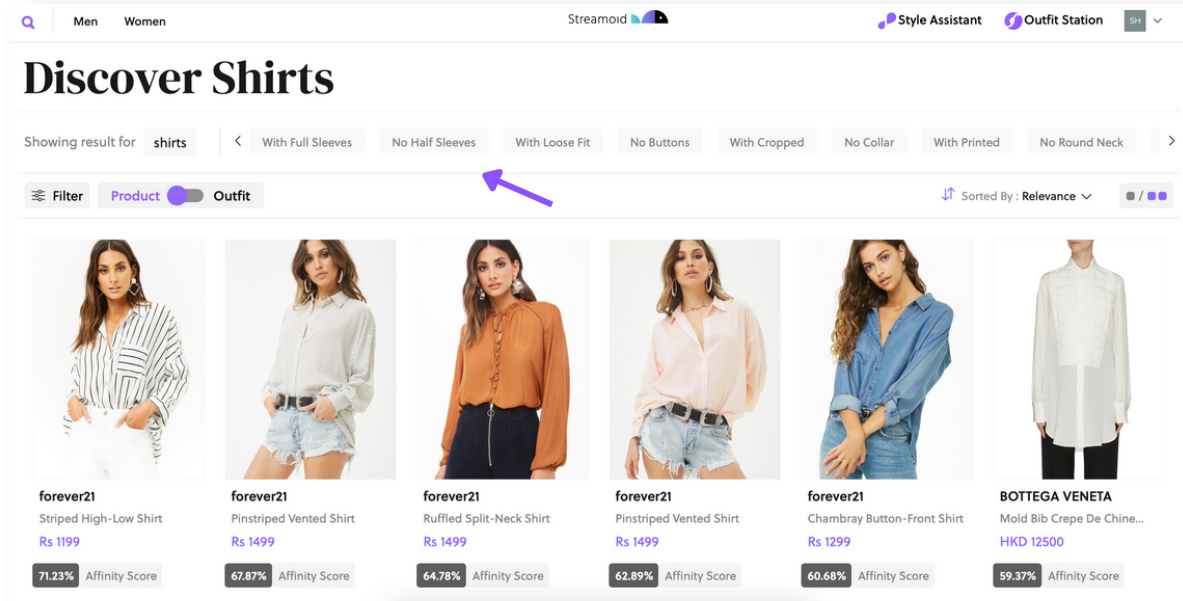 Men Women Streamoid Style Assistant Outfit Station SH
Discover Shirts
Showing result for shirts With Full Sleeves No Half Sleeves With Loose Fit No Buttons With Cropped No Collar With Printed No Round Neck
Filter Product Outfit Sorted By : Relevance /
forever21 forever21 forever21 forever21 forever21 BOTTEGA VENETA
Striped High-Low Shirt Pinstriped Vented Shirt Ruffled Split-Neck Shirt Pinstriped Vented Shirt Chambray Button-Front Shirt Mold Bib Crepe De Chine...
Rs 1199 Rs 1499 Rs 1499 Rs 1499 Rs 1299 HKD 12500
71.23% Affinity Score 67.87% Affinity Score 64.78% Affinity Score 62.89% Affinity Score 60.68% Affinity Score 59.37% Affinity Score